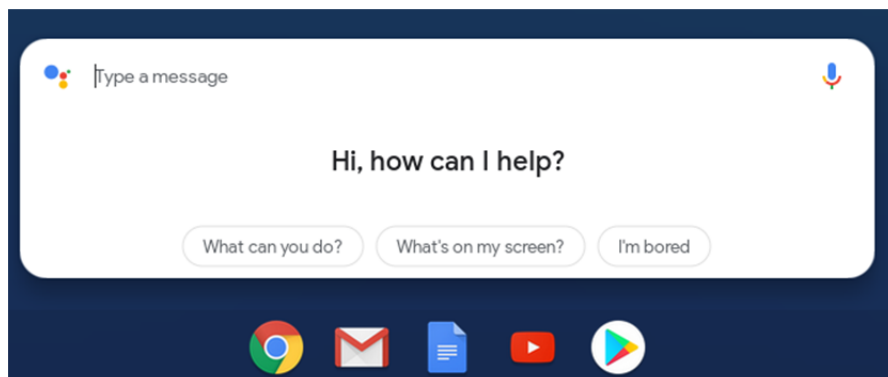 Type a message
Hi, how can I help?
What can you do? What's on my screen? I'm bored